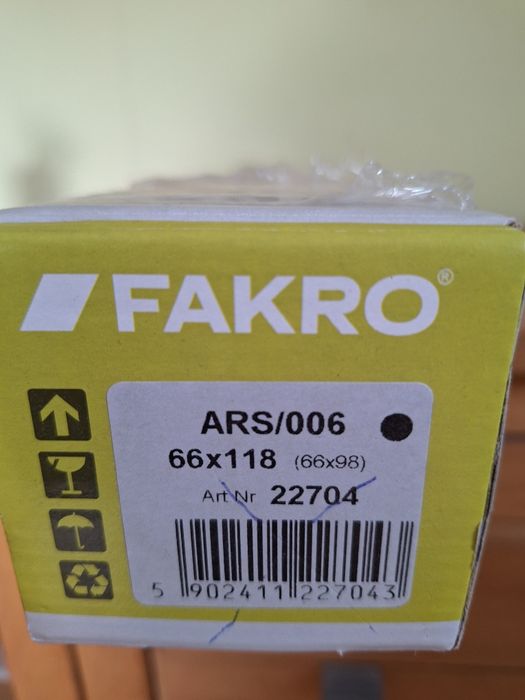 FAKRO®
ARS/006
66x118 (66x98)
Art Nr 22704
5 902411 227043